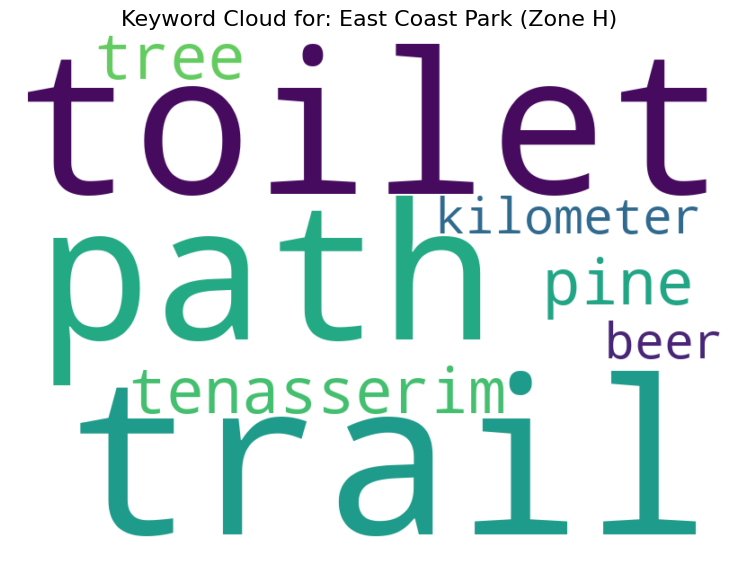 Keyword Cloud for: East Coast Park (Zone H)
tree
toilet
kilometer
path
pine
beer
tenasserim
trail